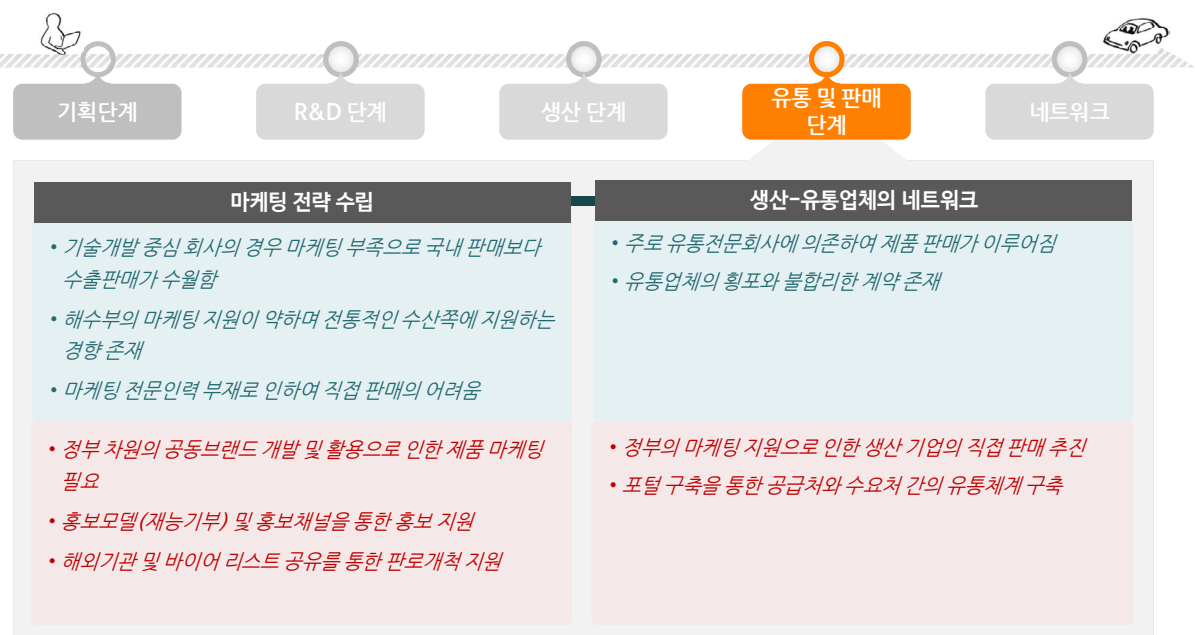 기획단계
R&D 단계
생산 단계
유통 및 판매
단계
네트워크
마케팅 전략 수립
• 기술개발 중심 회사의 경우 마케팅 부족으로 국내 판매보다
수출판매가 수월함
• 해수부의 마케팅 지원이 약하며 전통적인 수산쪽에 지원하는
경향 존재
• 마케팅 전문인력 부재로 인하여 직접 판매의 어려움
• 정부 차원의 공동브랜드 개발 및 활용으로 인한 제품 마케팅
필요
• 홍보모델(재능기부) 및 홍보채널을 통한 홍보 지원
• 해외기관 및 바이어 리스트 공유를 통한 판로개척 지원
생산-유통업체의 네트워크
• 주로 유통전문회사에 의존하여 제품 판매가 이루어짐
• 유통업체의 횡포와 불합리한 계약 존재
• 정부의 마케팅 지원으로 인한 생산 기업의 직접 판매 추진
• 포털 구축을 통한 공급처와 수요처 간의 유통체계 구축